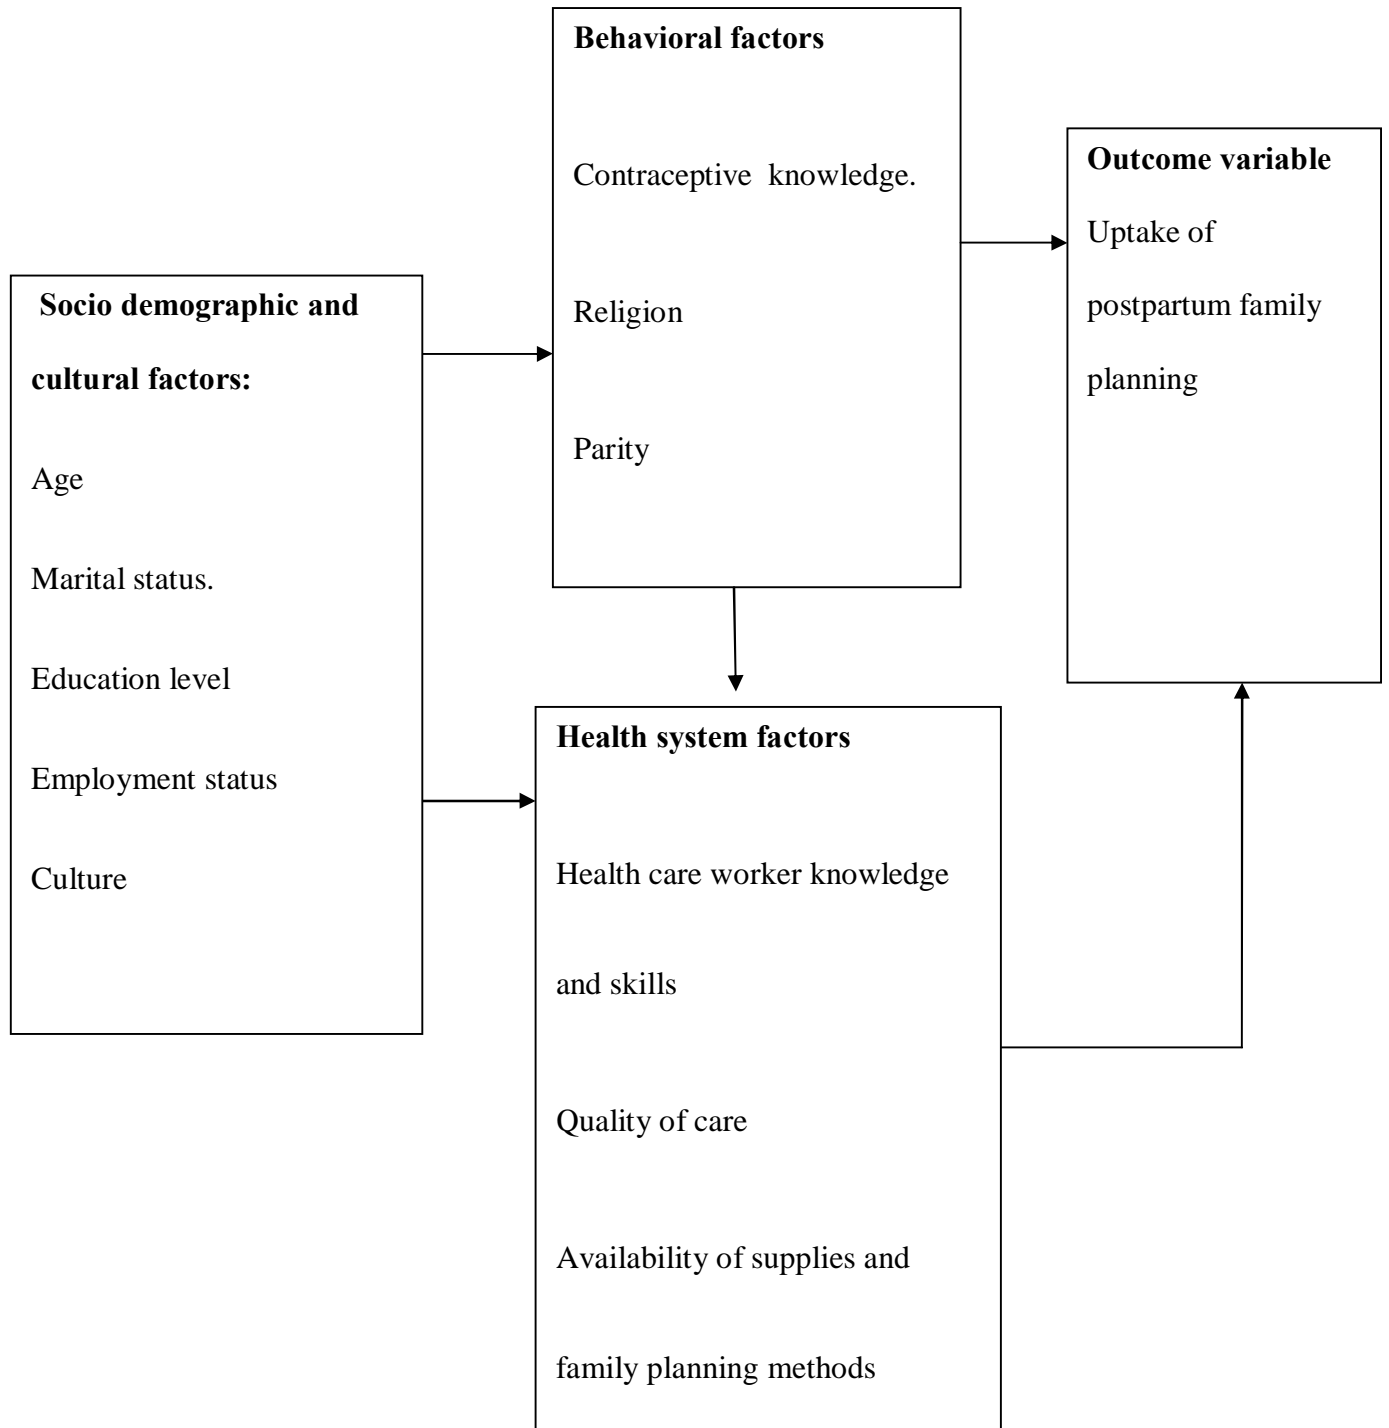 Behavioral factors
Contraceptive  knowledge.
Religion
Parity
Outcome variable
Uptake of
postpartum family
planning
Socio demographic and
cultural factors:
Age
Marital status.
Education level
Employment status
Culture
Health system factors
Health care worker knowledge
and skills
Quality of care
Availability of supplies and
family planning methods